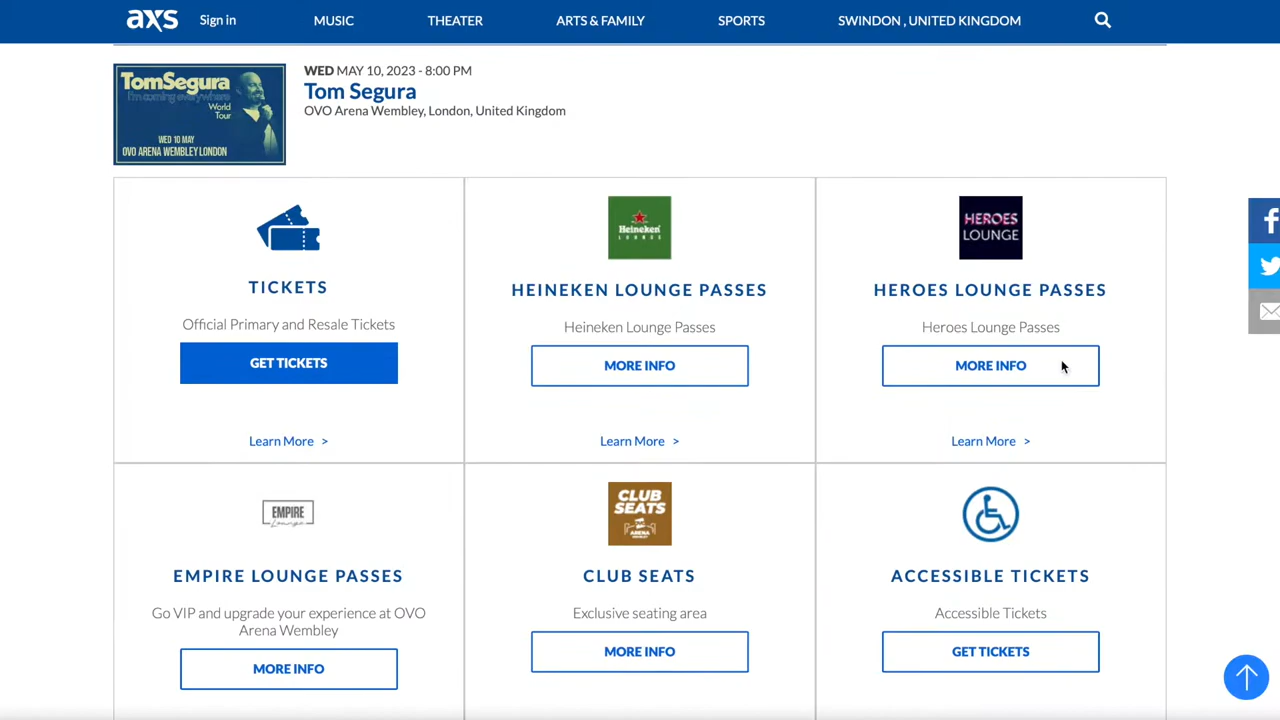 axs
Sign in
MUSIC
THEATER
ARTS & FAMILY
SPORTS
SWINDON , UNITED KINGDOM
TomSegura
I'm coming everywhere
World
Tour
WED 10 MAY
OVO ARENA WEMBLEY LONDON
WED MAY 10, 2023 - 8:00 PM
Tom Segura
OVO Arena Wembley, London, United Kingdom
TICKETS
Official Primary and Resale Tickets
GET TICKETS
Learn More >
Heineken
LOUNGE
HEINEKEN LOUNGE PASSES
Heineken Lounge Passes
MORE INFO
Learn More >
HEROES
LOUNGE
HEROES LOUNGE PASSES
Heroes Lounge Passes
MORE INFO
Learn More >
EMPIRE
Lounge
EMPIRE LOUNGE PASSES
Go VIP and upgrade your experience at OVO
Arena Wembley
MORE INFO
CLUB
SEATS
ARENA
CLUB SEATS
Exclusive seating area
MORE INFO
ACCESSIBLE TICKETS
Accessible Tickets
GET TICKETS